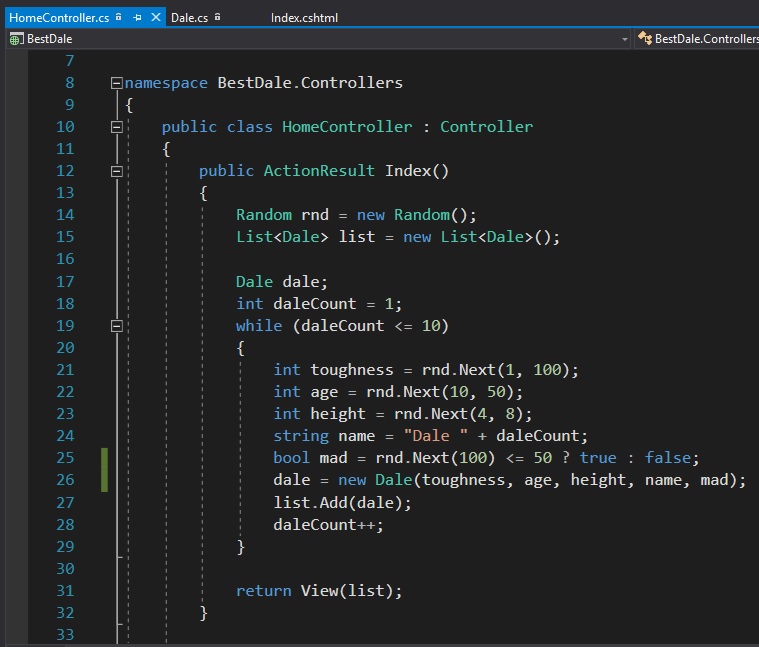 HomeController.cs Dale.cs Index.cshtml
BestDale BestDale.Controllers
7
8 namespace BestDale.Controllers
9 {
10 public class HomeController : Controller
11 {
12 public ActionResult Index()
13 {
14 Random rnd = new Random();
15 List<Dale> list = new List<Dale>();
16
17 Dale dale;
18 int daleCount = 1;
19 while (daleCount <= 10)
20 {
21 int toughness = rnd.Next(1, 100);
22 int age = rnd.Next(10, 50);
23 int height = rnd.Next(4, 8);
24 string name = "Dale " + daleCount;
25 bool mad = rnd.Next(100) <= 50 ? true : false;
26 dale = new Dale(toughness, age, height, name, mad);
27 list.Add(dale);
28 daleCount++;
29 }
30
31 return View(list);
32 }
33